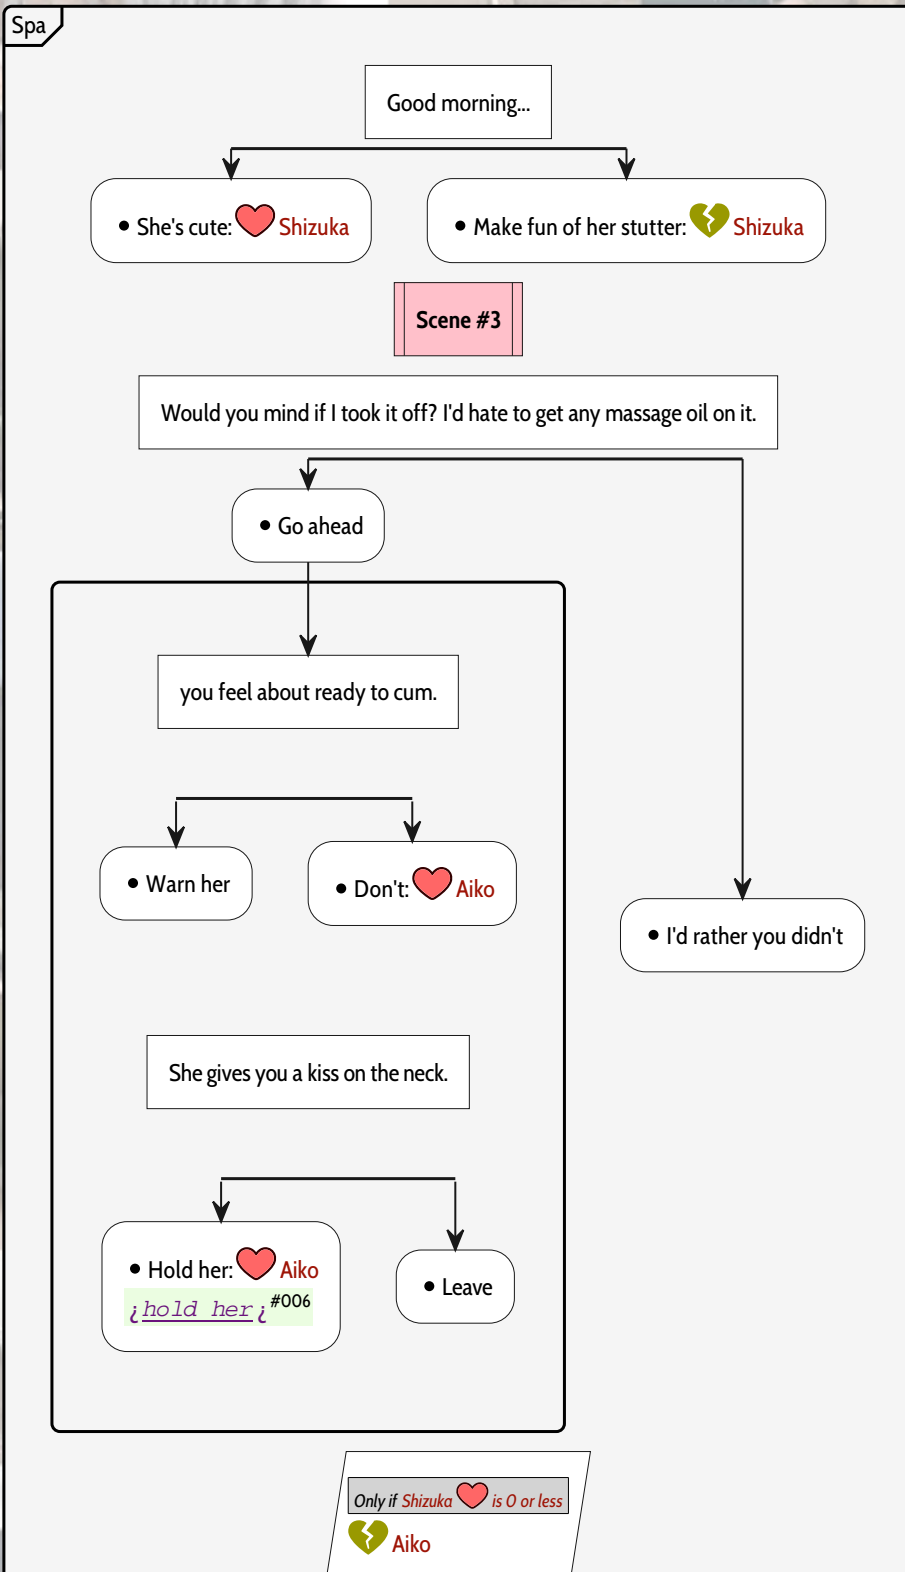 Spa
Good morning...
• She's cute: Shizuka
• Make fun of her stutter: Shizuka
Scene #3
Would you mind if I took it off? I'd hate to get any massage oil on it.
• Go ahead
you feel about ready to cum.
• Warn her
• Don't: Aiko
• I'd rather you didn't
She gives you a kiss on the neck.
• Hold her: Aiko
¿hold her¿#006
• Leave
Only if Shizuka is 0 or less
Aiko